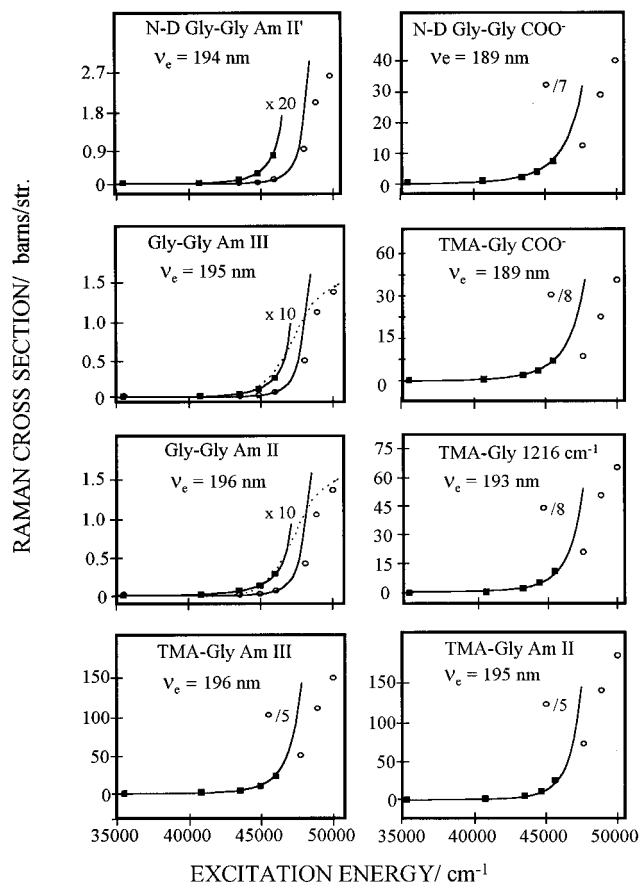 RAMAN CROSS SECTION/ barns/str.
N-D Gly-Gly Am II'
νe = 194 nm
x 20
2.7
1.8
0.9
0
N-D Gly-Gly COO-
νe = 189 nm
/7
40
30
20
10
0
Gly-Gly Am III
νe = 195 nm
x 10
1.5
1.0
0.5
0
TMA-Gly COO-
νe = 189 nm
/8
60
30
15
0
Gly-Gly Am II
νe = 196 nm
x 10
1.5
1.0
0.5
0
TMA-Gly 1216 cm-1
νe = 193 nm
/8
75
60
45
30
15
0
TMA-Gly Am III
νe = 196 nm
/5
150
100
50
0
35000 40000 45000 50000
TMA-Gly Am II
νe = 195 nm
/5
150
100
50
0
35000 40000 45000 50000
EXCITATION ENERGY/ cm-1